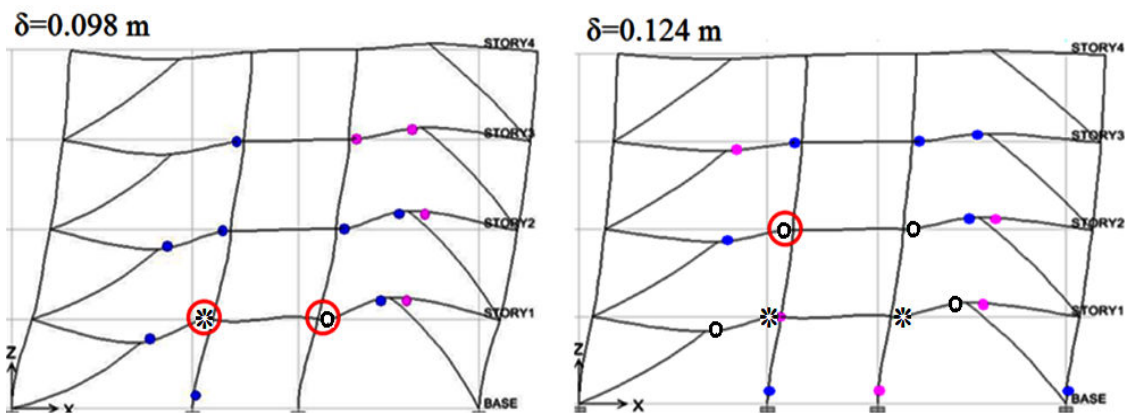 δ=0.098 m
STORY4
STORY3
STORY2
STORY1
Z
BASE
X
δ=0.124 m
STORY4
STORY3
STORY2
STORY1
Z
BASE
X